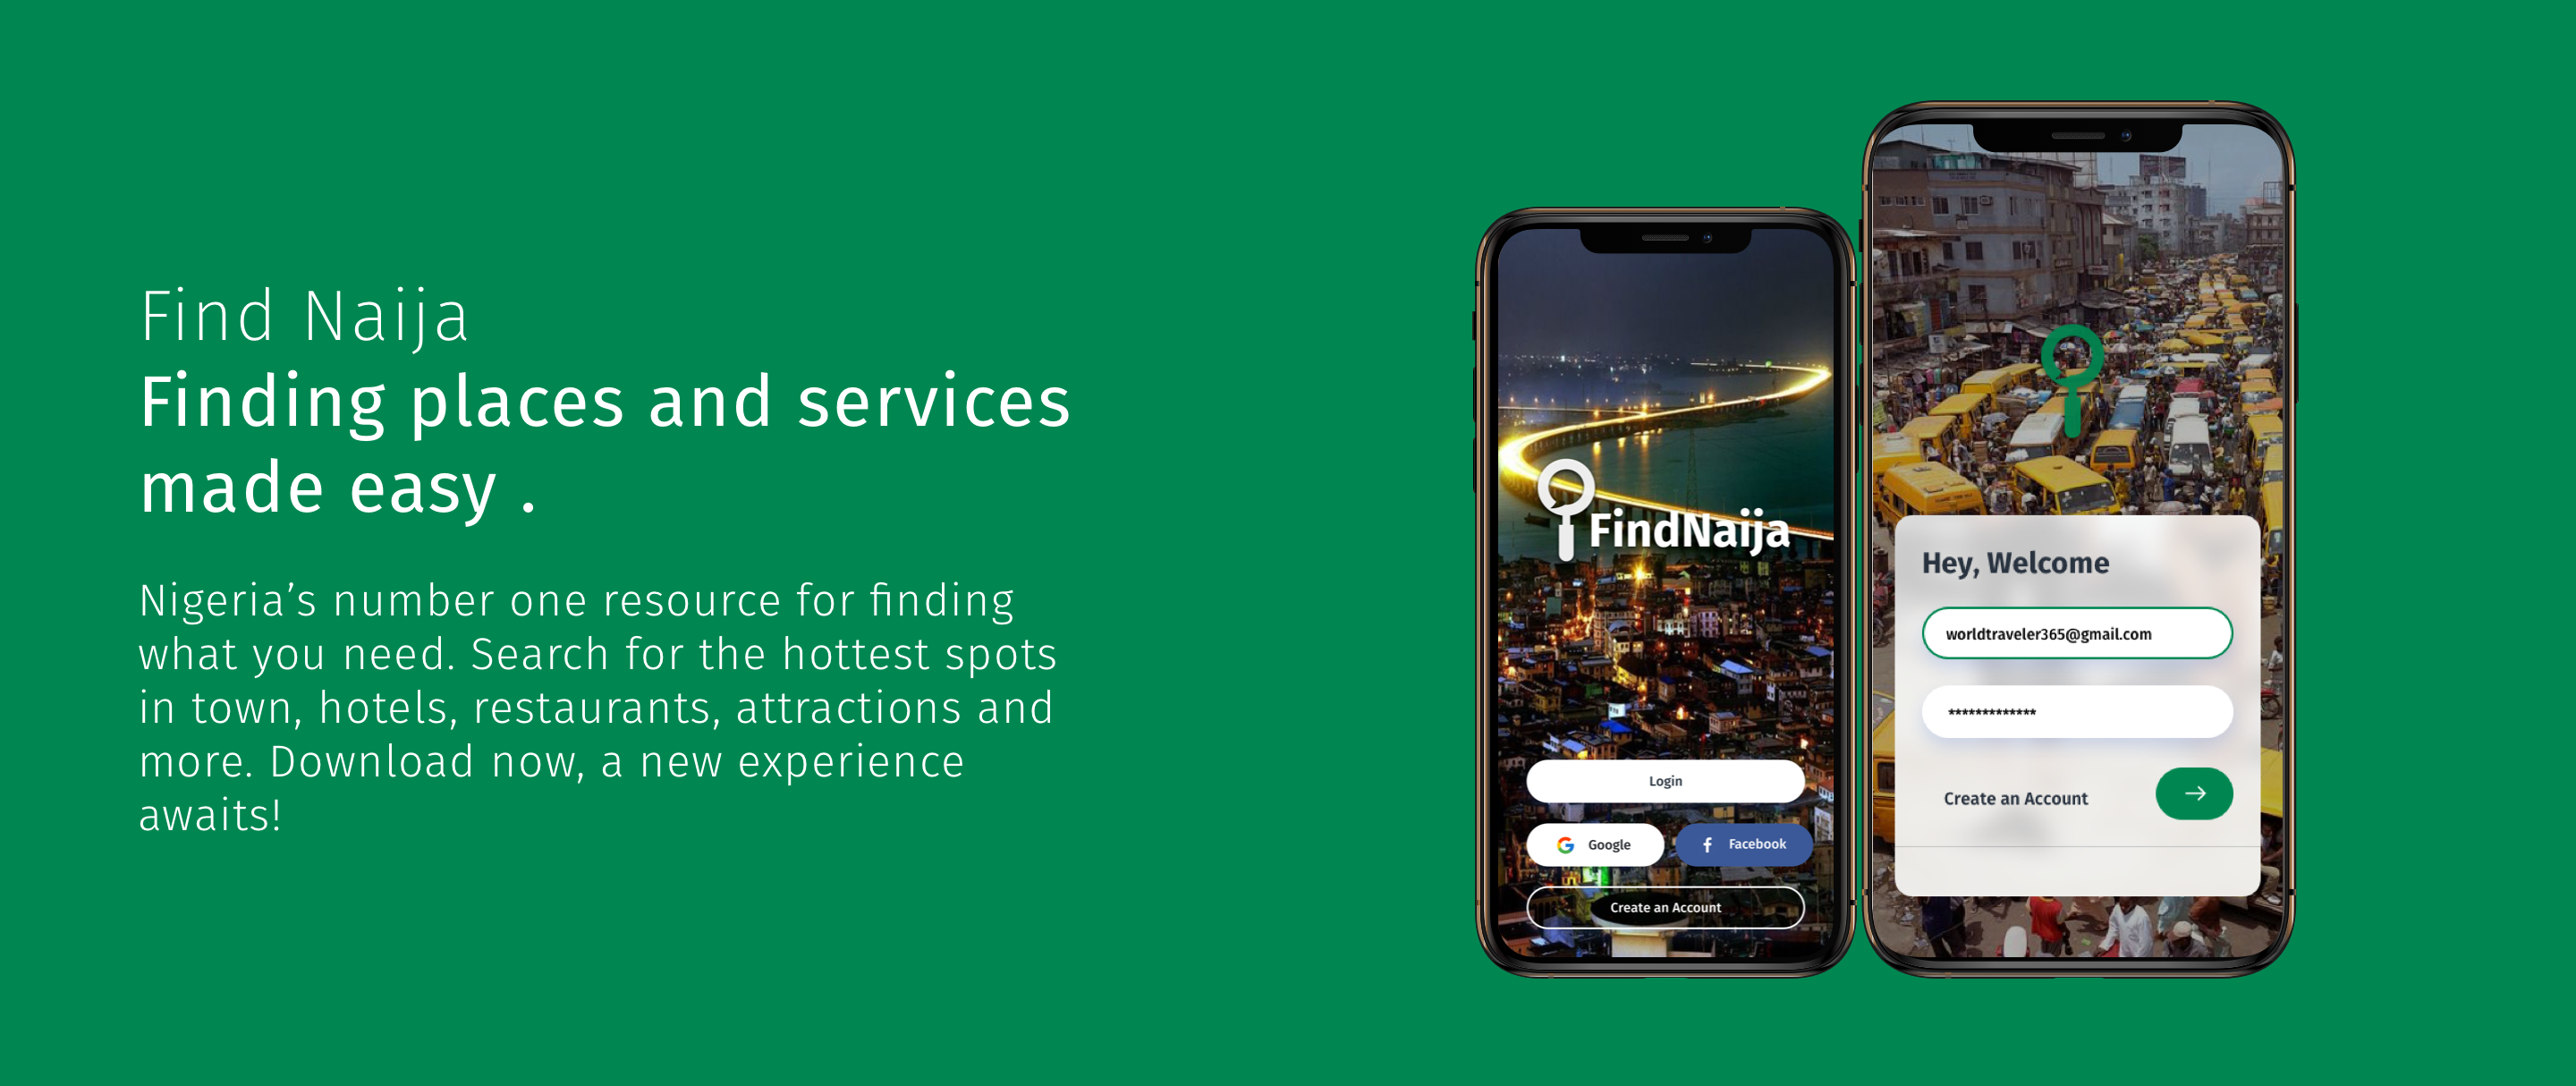 Find Naija
Finding places and services
made easy .
Nigeria’s number one resource for finding
what you need. Search for the hottest spots
in town, hotels, restaurants, attractions and
more. Download now, a new experience
awaits!
FindNaija
Login
Google
Facebook
Create an Account
Hey, Welcome
worldtraveler365@gmail.com
*************
Create an Account